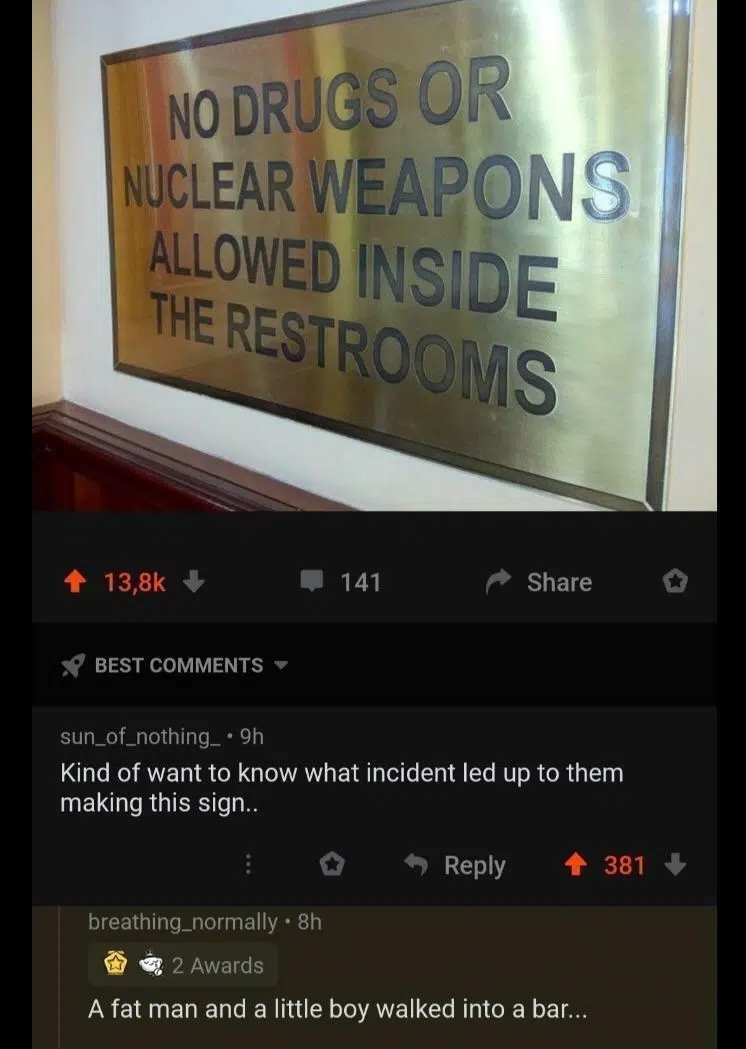 NO DRUGS OR
NUCLEAR WEAPONS
ALLOWED INSIDE
THE RESTROOMS
13,8k 141 Share
BEST COMMENTS
sun_of_nothing_ • 9h
Kind of want to know what incident led up to them
making this sign..
Reply 381
breathing_normally • 8h
2 Awards
A fat man and a little boy walked into a bar...